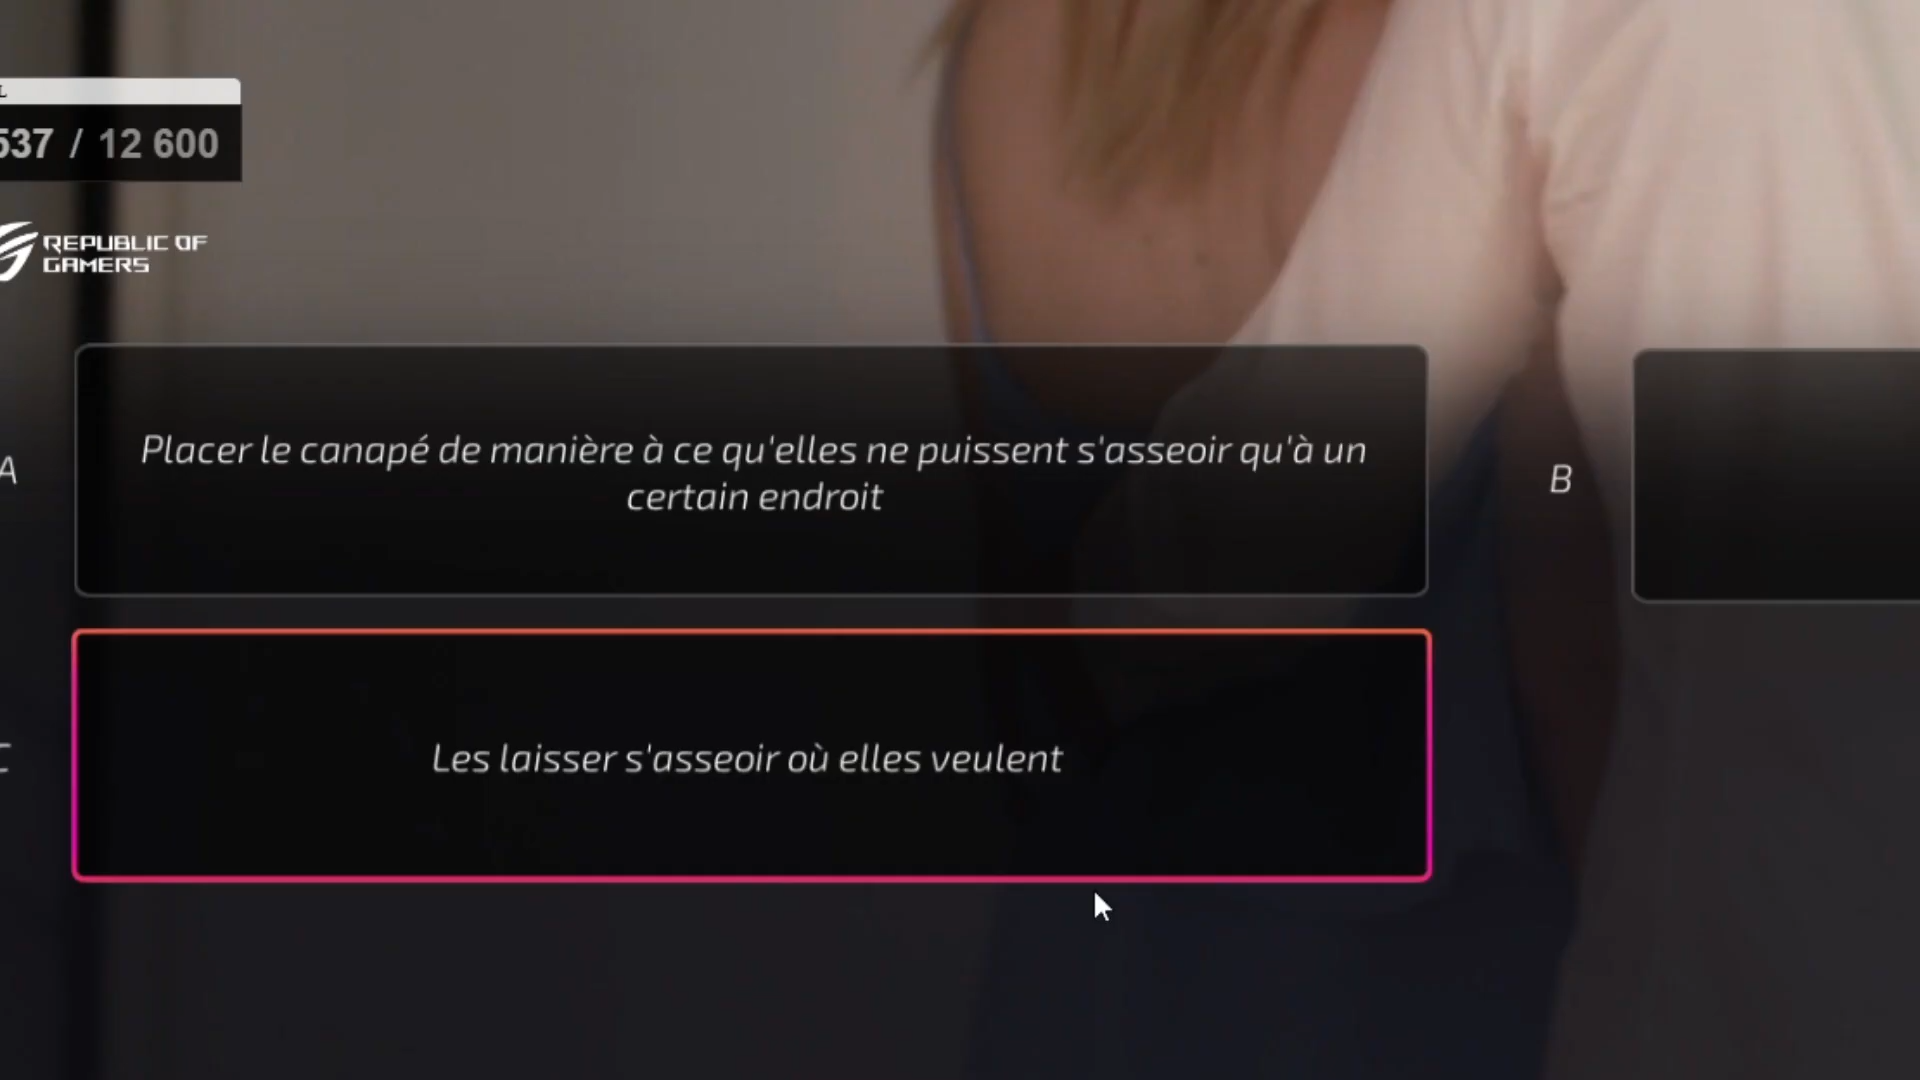 L
537 / 12 600
REPUBLIC OF
GAMERS
A
Placer le canapé de manière à ce qu'elles ne puissent s'asseoir qu'à un
certain endroit
B
C
Les laisser s'asseoir où elles veulent